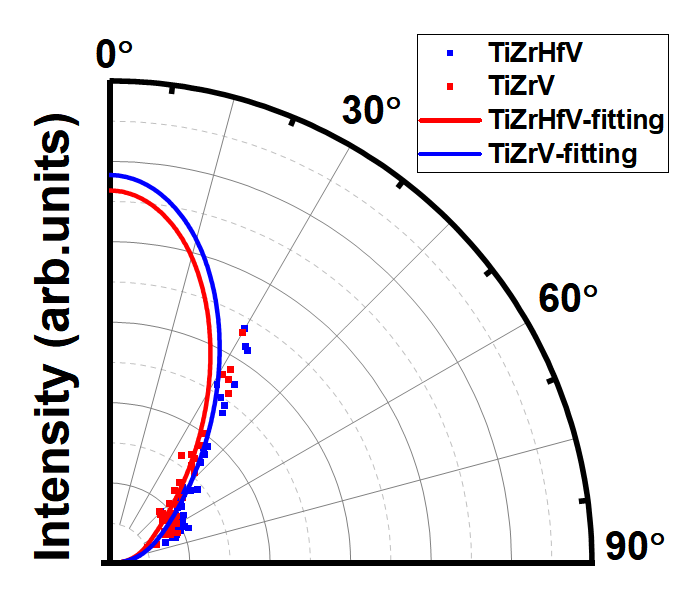 TiZrHfV
TiZrV
TiZrHfV-fitting
TiZrV-fitting
0°
30°
60°
90°
Intensity (arb.units)